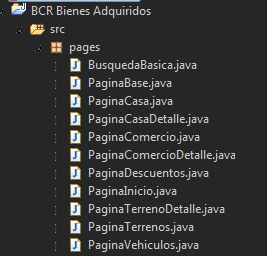 BCR Bienes Adquiridos
src
pages
BusquedaBasica.java
PaginaBase.java
PaginaCasa.java
PaginaCasaDetalle.java
PaginaComercio.java
PaginaComercioDetalle.java
PaginaDescuentos.java
PaginaInicio.java
PaginaTerrenoDetalle.java
PaginaTerrenos.java
PaginaVehiculos.java